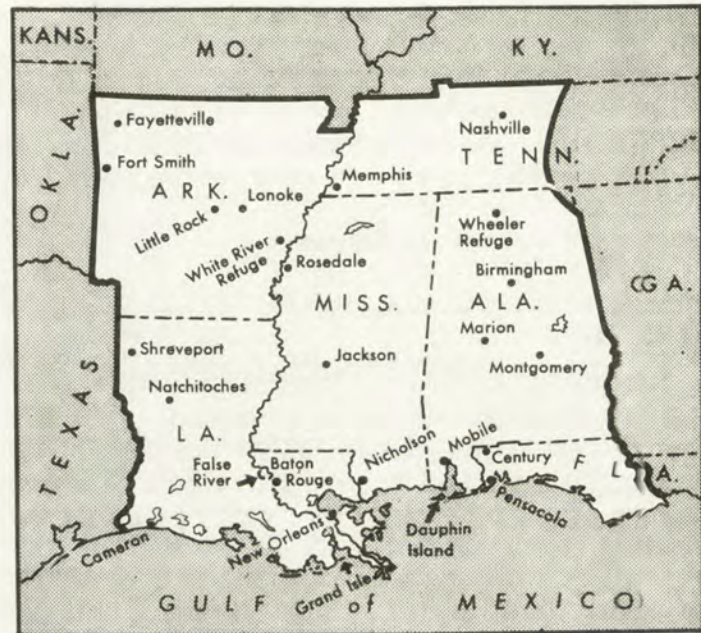 KANS.
MO.
KY.
OKLA.
Fayetteville
Nashville
TENN.
Fort Smith
Memphis
ARK.
Lonoke
Little Rock
Wheeler
Refuge
White River
Refuge
Rosedale
Birmingham
GA.
MISS.
ALA.
Marion
Shreveport
Jackson
Montgomery
TEXAS
Natchitoches
LA.
False
River
Baton
Rouge
Nicholson
Mobile
Century
FLA.
Pensacola
New Orleans
Dauphin
Island
Cameron
Grand Isle
GULF of MEXICO